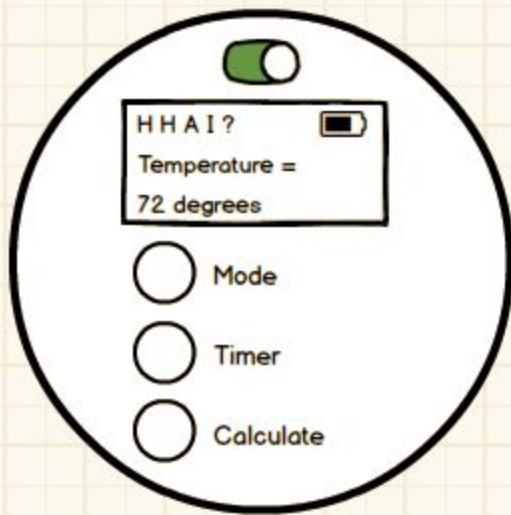 H H A I ?
Temperature =
72 degrees
Mode
Timer
Calculate